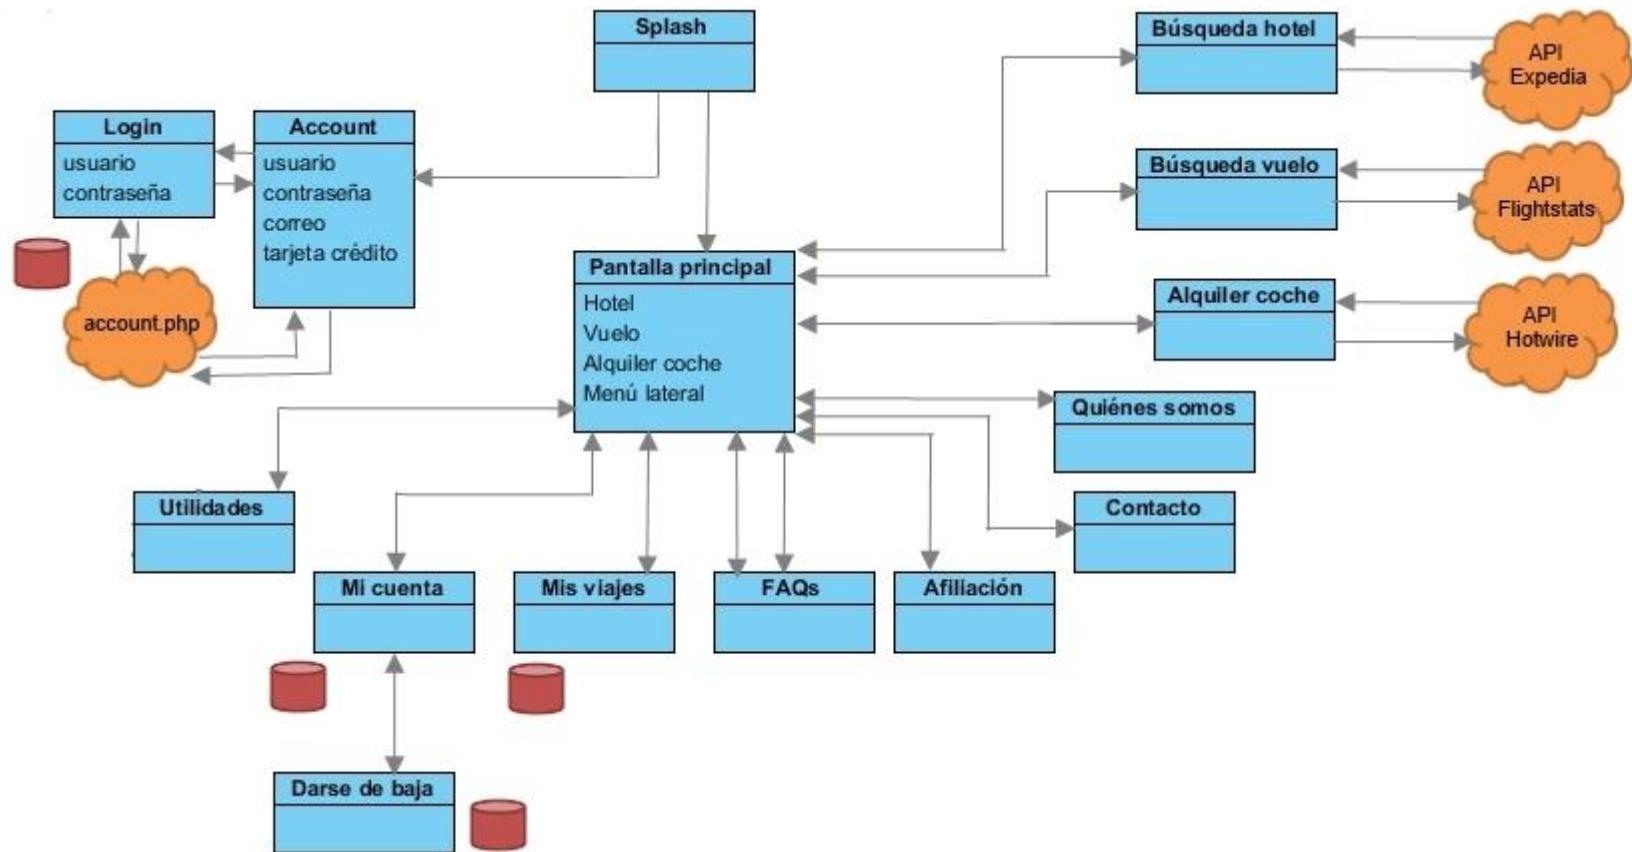 Splash
Búsqueda hotel
API
Expedia
Login
usuario
contraseña
Account
usuario
contraseña
correo
tarjeta crédito
account.php
Búsqueda vuelo
API
Flightstats
Pantalla principal
Hotel
Vuelo
Alquiler coche
Menú lateral
Alquiler coche
API
Hotwire
Quiénes somos
Contacto
Utilidades
Mi cuenta
Mis viajes
FAQs
Afiliación
Darse de baja